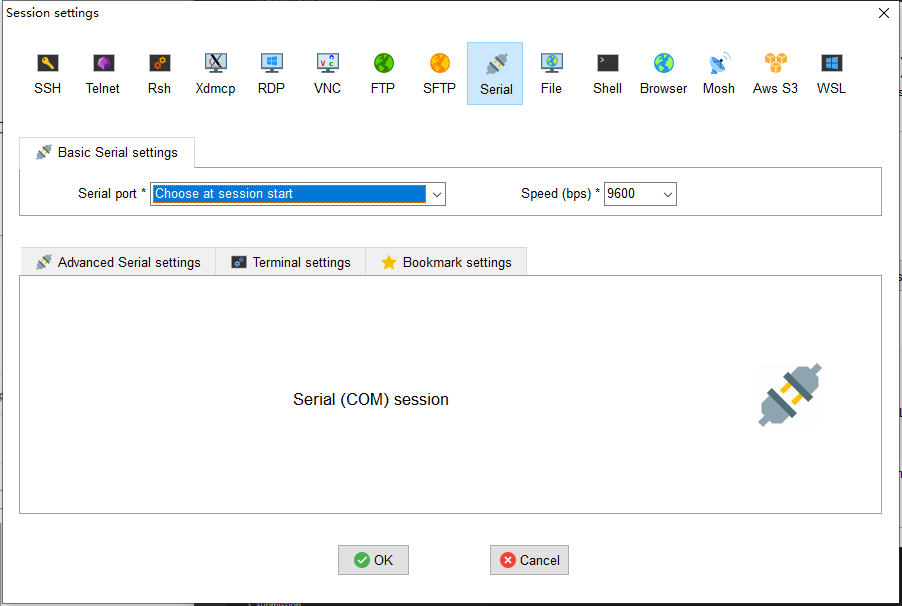 Session settings
SSH Telnet Rsh Xdmcp RDP VNC FTP SFTP Serial File Shell Browser Mosh Aws S3 WSL
Basic Serial settings
Serial port * Choose at session start Speed (bps) * 9600
Advanced Serial settings Terminal settings Bookmark settings
Serial (COM) session
OK Cancel